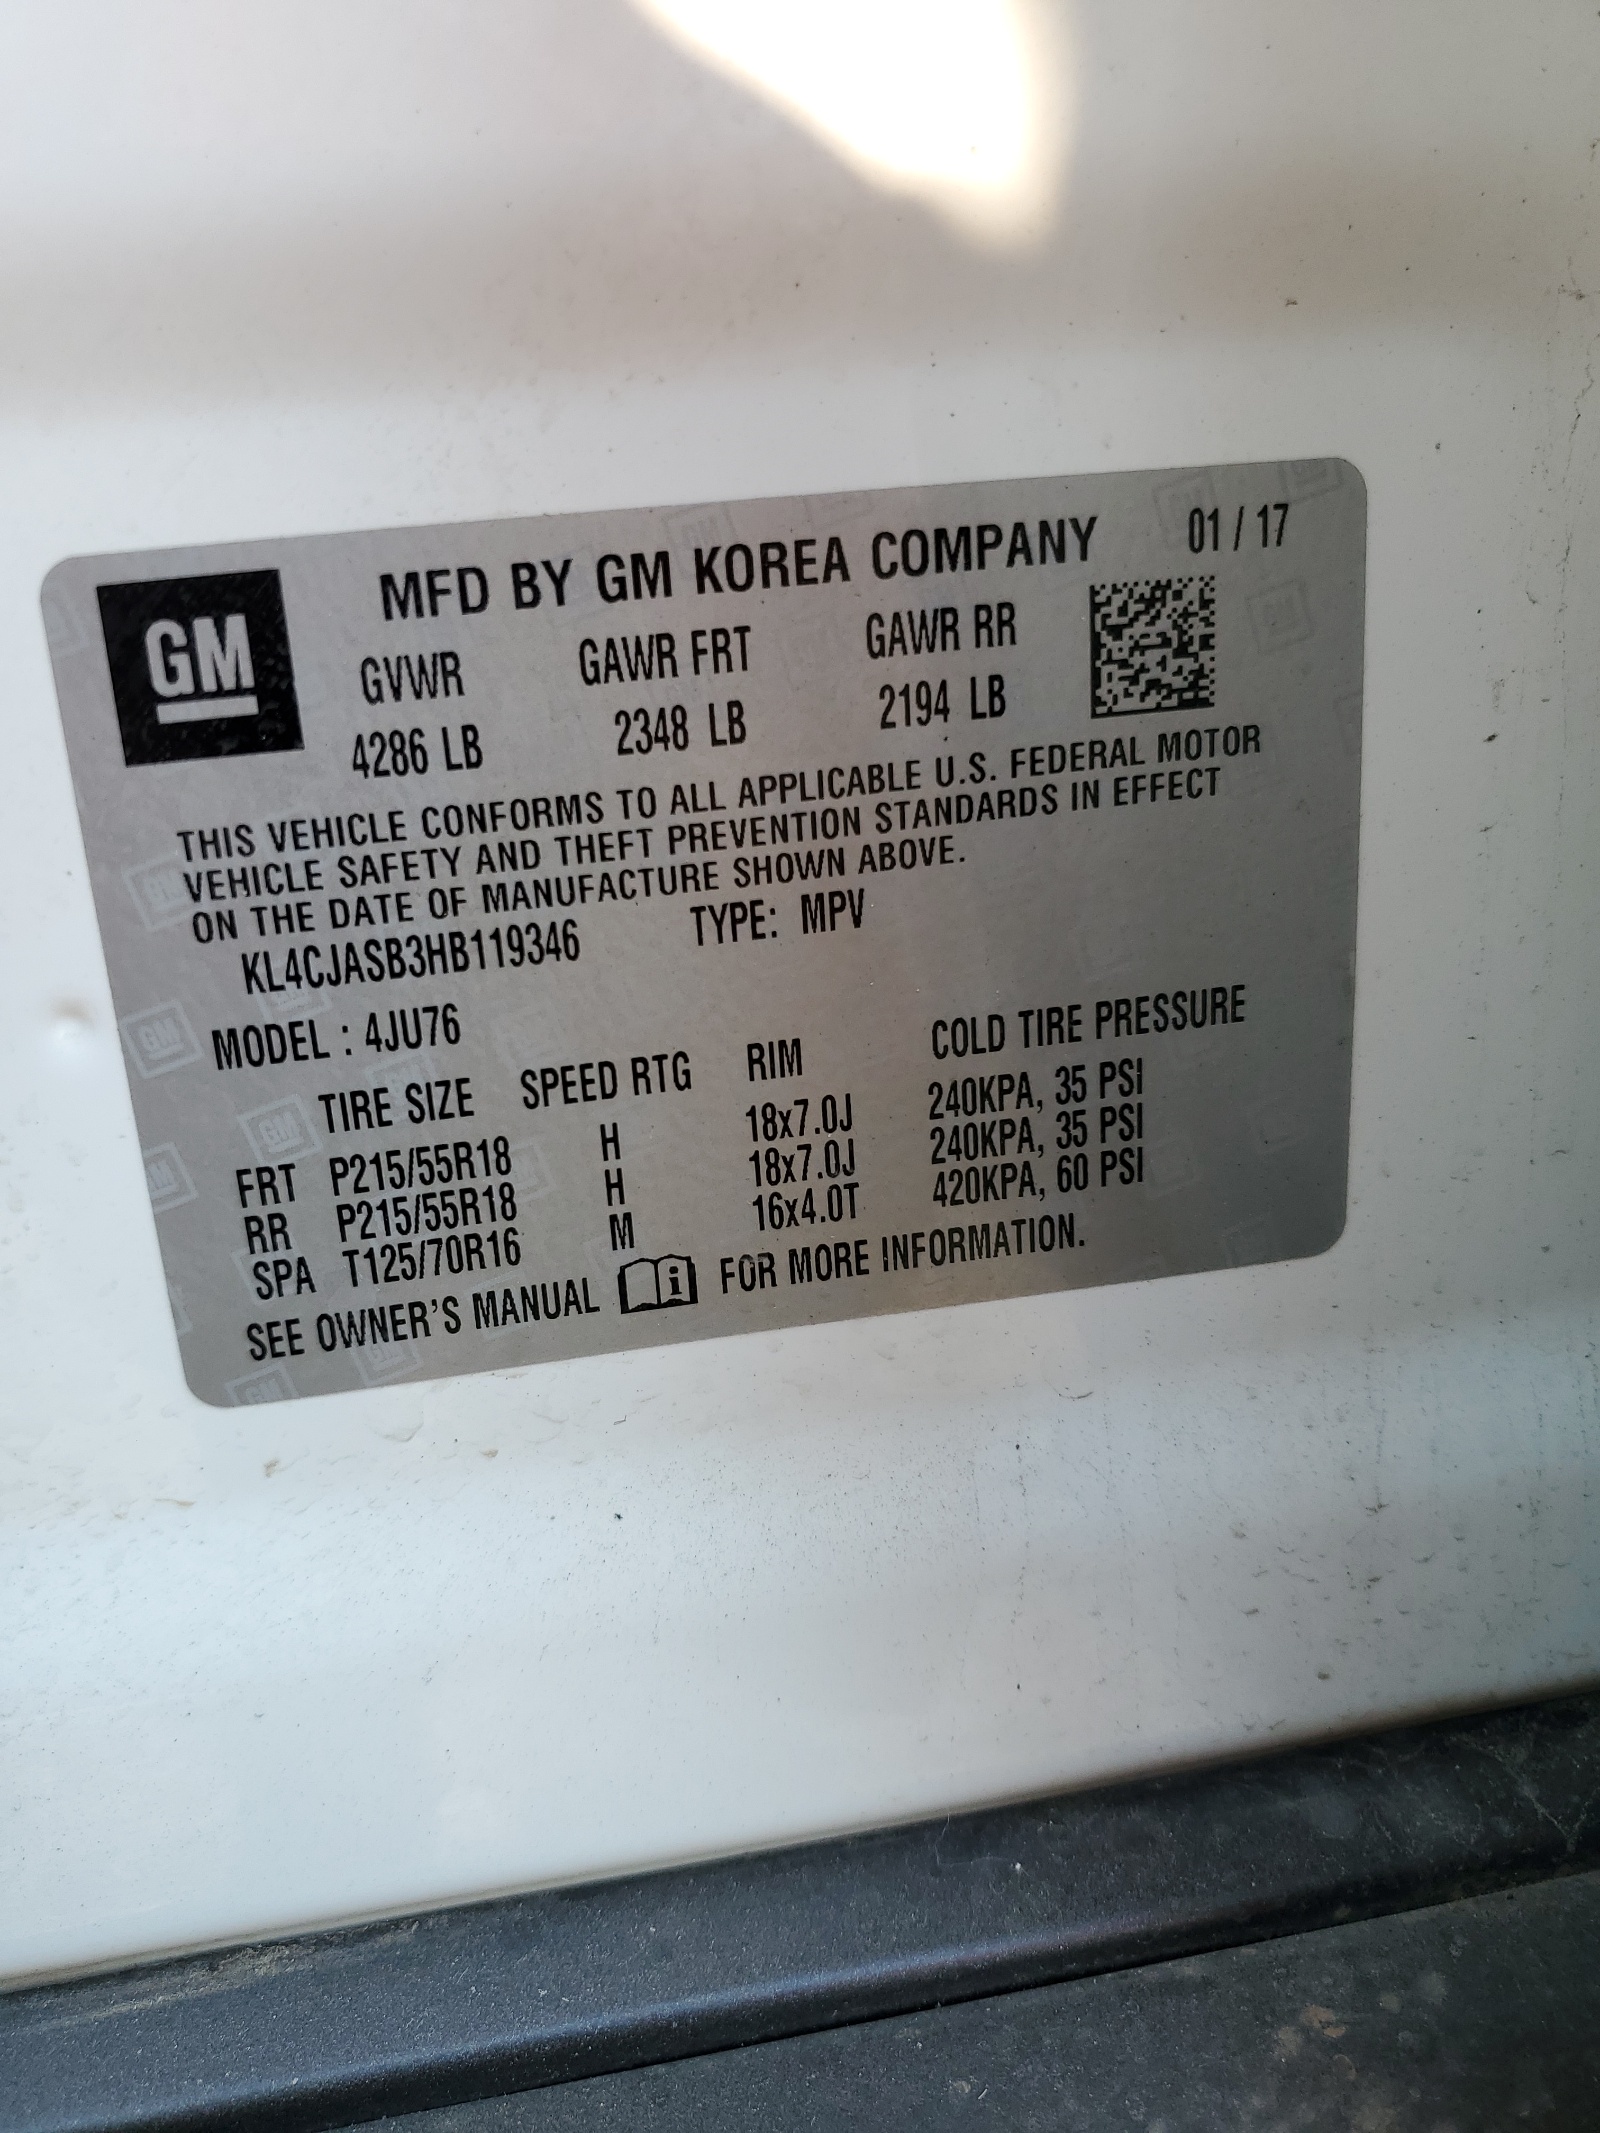 GM
MFD BY GM KOREA COMPANY 01 / 17
GVWR GAWR FRT GAWR RR
4286 LB 2348 LB 2194 LB
THIS VEHICLE CONFORMS TO ALL APPLICABLE U.S. FEDERAL MOTOR
VEHICLE SAFETY AND THEFT PREVENTION STANDARDS IN EFFECT
ON THE DATE OF MANUFACTURE SHOWN ABOVE.
KL4CJASB3HB119346 TYPE: MPV
MODEL : 4JU76
TIRE SIZE SPEED RTG RIM COLD TIRE PRESSURE
FRT P215/55R18 H 18x7.0J 240KPA, 35 PSI
RR P215/55R18 H 18x7.0J 240KPA, 35 PSI
SPA T125/70R16 M 16x4.0T 420KPA, 60 PSI
SEE OWNER'S MANUAL FOR MORE INFORMATION.